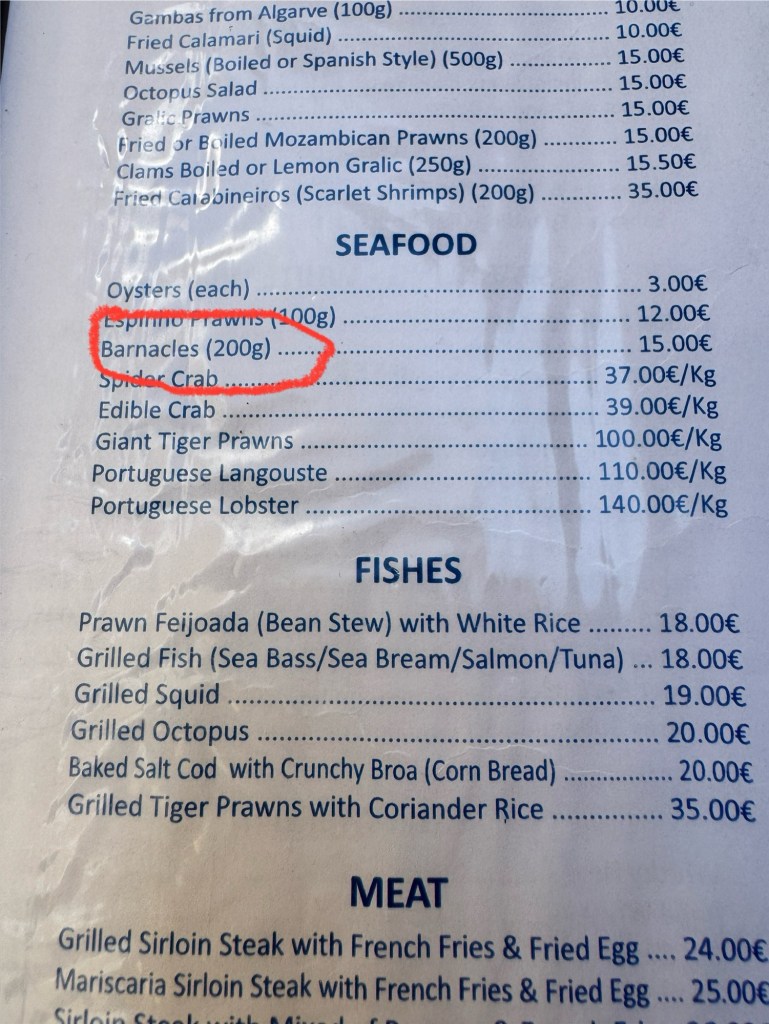 Gambas from Algarve (100g) ........................................ 10.00€
Fried Calamari (Squid) ..................................................... 10.00€
Mussels (Boiled or Spanish Style) (500g) .................... 15.00€
Octopus Salad .................................................................... 15.00€
Gralic Prawns ..................................................................... 15.00€
Fried or Boiled Mozambican Prawns (200g) ............ 15.00€
Clams Boiled or Lemon Gralic (250g) ........................ 15.50€
Fried Carabineiros (Scarlet Shrimps) (200g) ............ 35.00€
SEAFOOD
Oysters (each) .................................................................. 3.00€
Espinho Prawns (100g) ................................................ 12.00€
Barnacles (200g) ............................................................ 15.00€
Spider Crab ............................................................... 37.00€/Kg
Edible Crab ............................................................... 39.00€/Kg
Giant Tiger Prawns ................................................ 100.00€/Kg
Portuguese Langouste ........................................... 110.00€/Kg
Portuguese Lobster ................................................ 140.00€/Kg
FISHES
Prawn Feijoada (Bean Stew) with White Rice ......... 18.00€
Grilled Fish (Sea Bass/Sea Bream/Salmon/Tuna) ... 18.00€
Grilled Squid .................................................................. 19.00€
Grilled Octopus .............................................................. 20.00€
Baked Salt Cod with Crunchy Broa (Corn Bread) ................ 20.00€
Grilled Tiger Prawns with Coriander Rice ............... 35.00€
MEAT
Grilled Sirloin Steak with French Fries & Fried Egg .... 24.00€
Mariscaria Sirloin Steak with French Fries & Fried Egg .... 25.00€
Sirloin Steak with